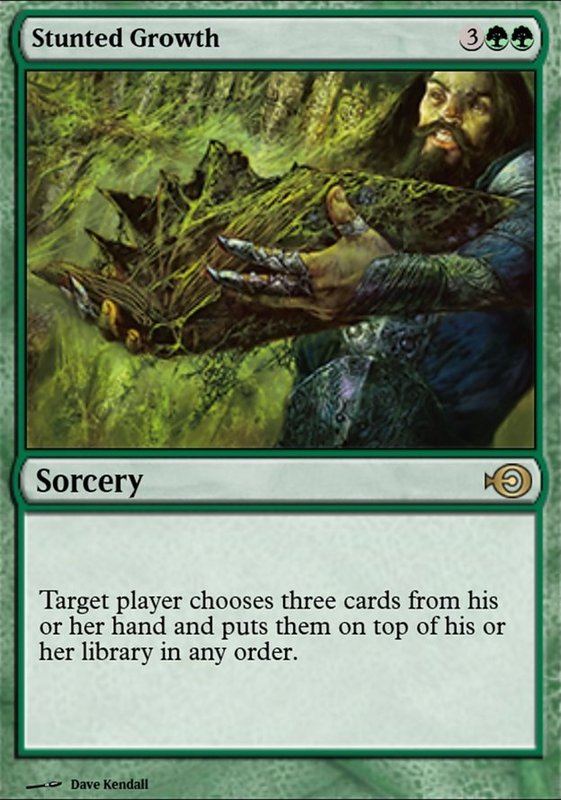 Stunted Growth 3
Sorcery
Target player chooses three cards from his
or her hand and puts them on top of his or
her library in any order.
Dave Kendall